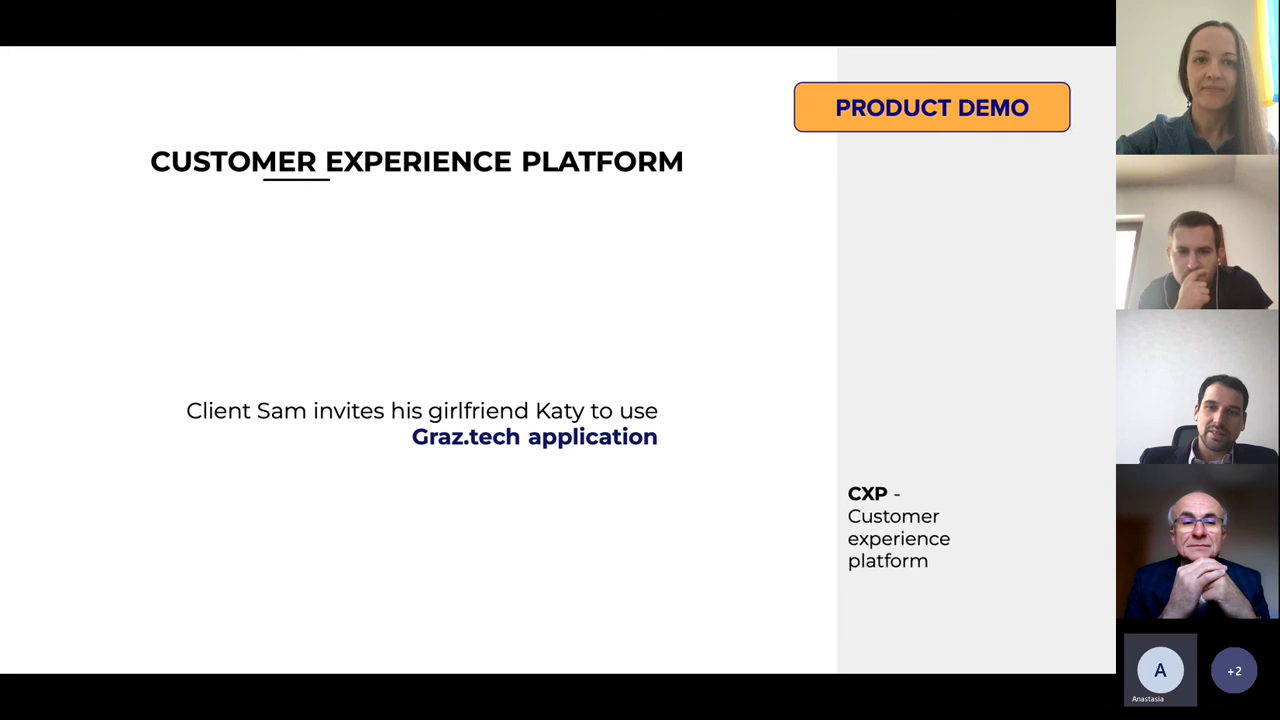 PRODUCT DEMO
CUSTOMER EXPERIENCE PLATFORM
Client Sam invites his girlfriend Katy to use
Graz.tech application
CXP -
Customer
experience
platform
A
Anastasia
+2